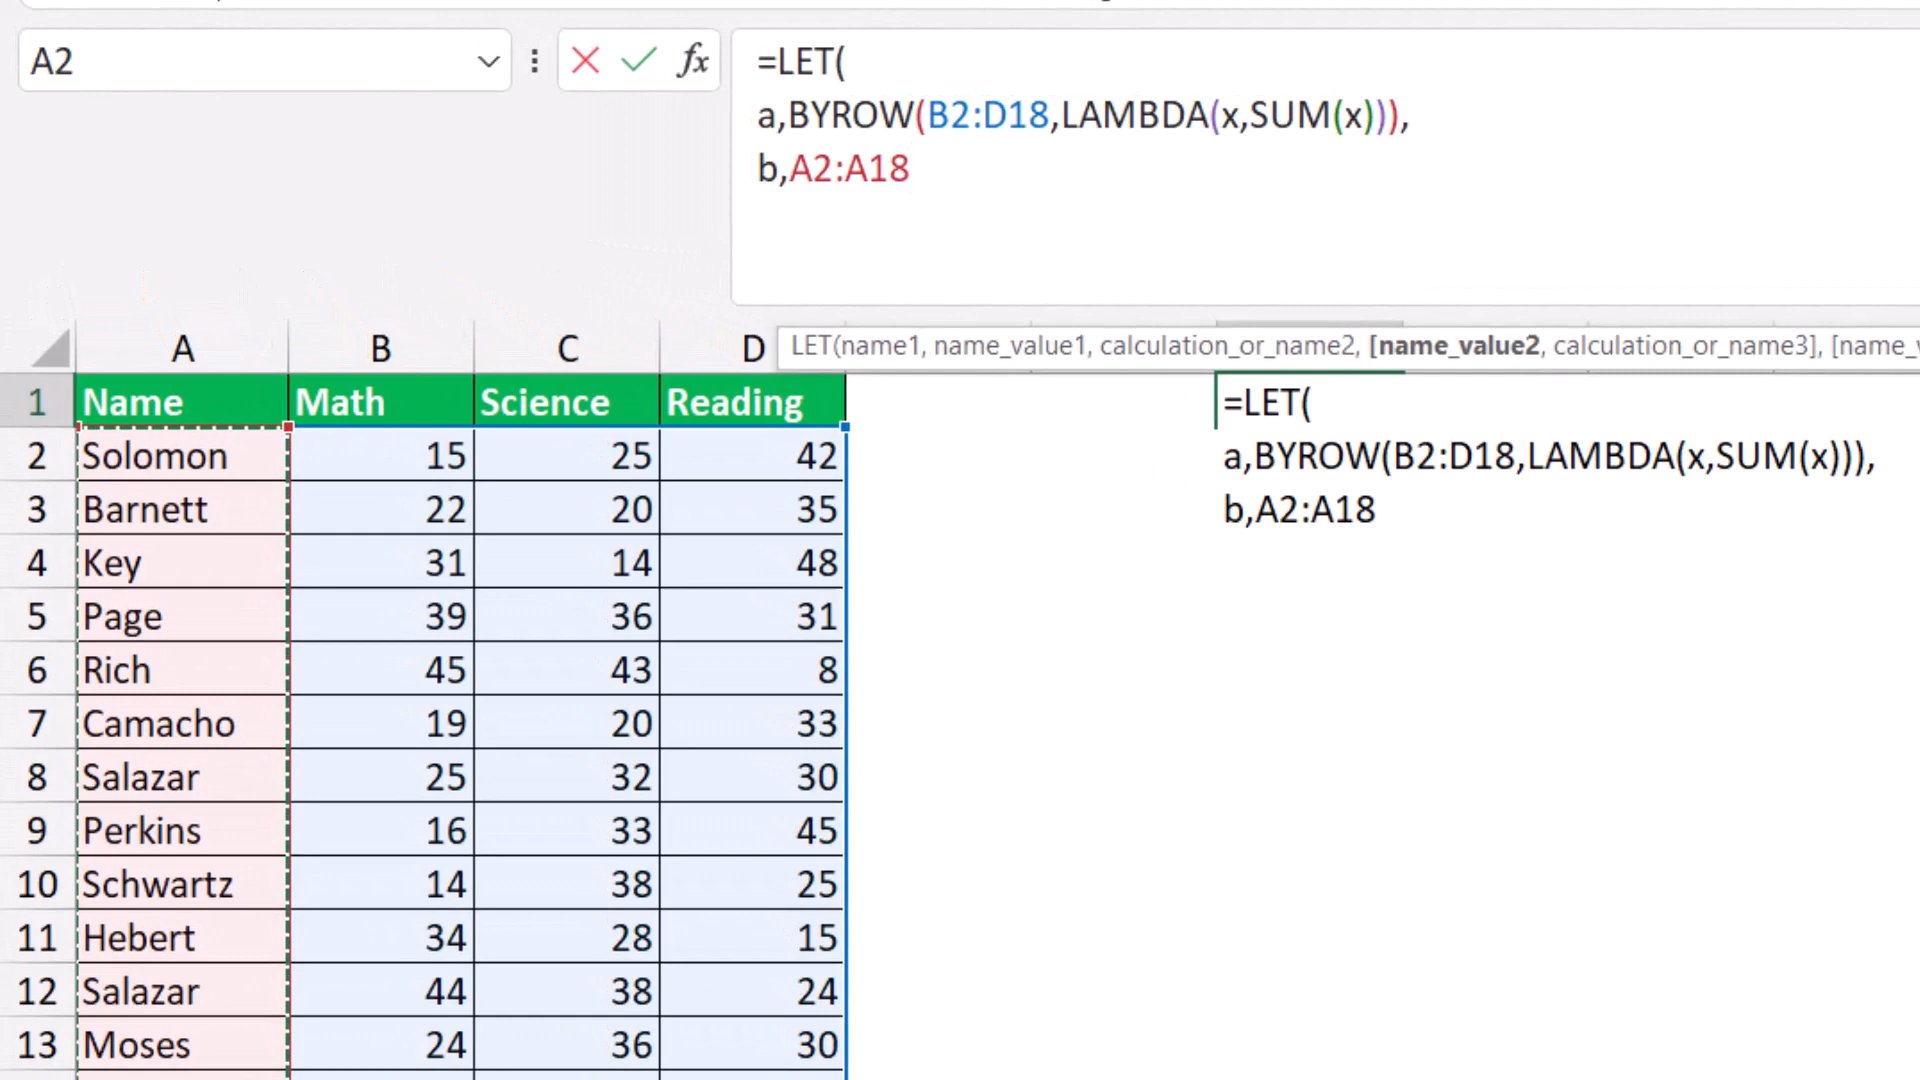 A2
fx
=LET(
a,BYROW(B2:D18,LAMBDA(x,SUM(x))),
b,A2:A18
A B C D
LET(name1, name_value1, calculation_or_name2, [name_value2, calculation_or_name3], [name_v
1 Name Math Science Reading
=LET(
2 Solomon 15 25 42
a,BYROW(B2:D18,LAMBDA(x,SUM(x))),
3 Barnett 22 20 35
b,A2:A18
4 Key 31 14 48
5 Page 39 36 31
6 Rich 45 43 8
7 Camacho 19 20 33
8 Salazar 25 32 30
9 Perkins 16 33 45
10 Schwartz 14 38 25
11 Hebert 34 28 15
12 Salazar 44 38 24
13 Moses 24 36 30